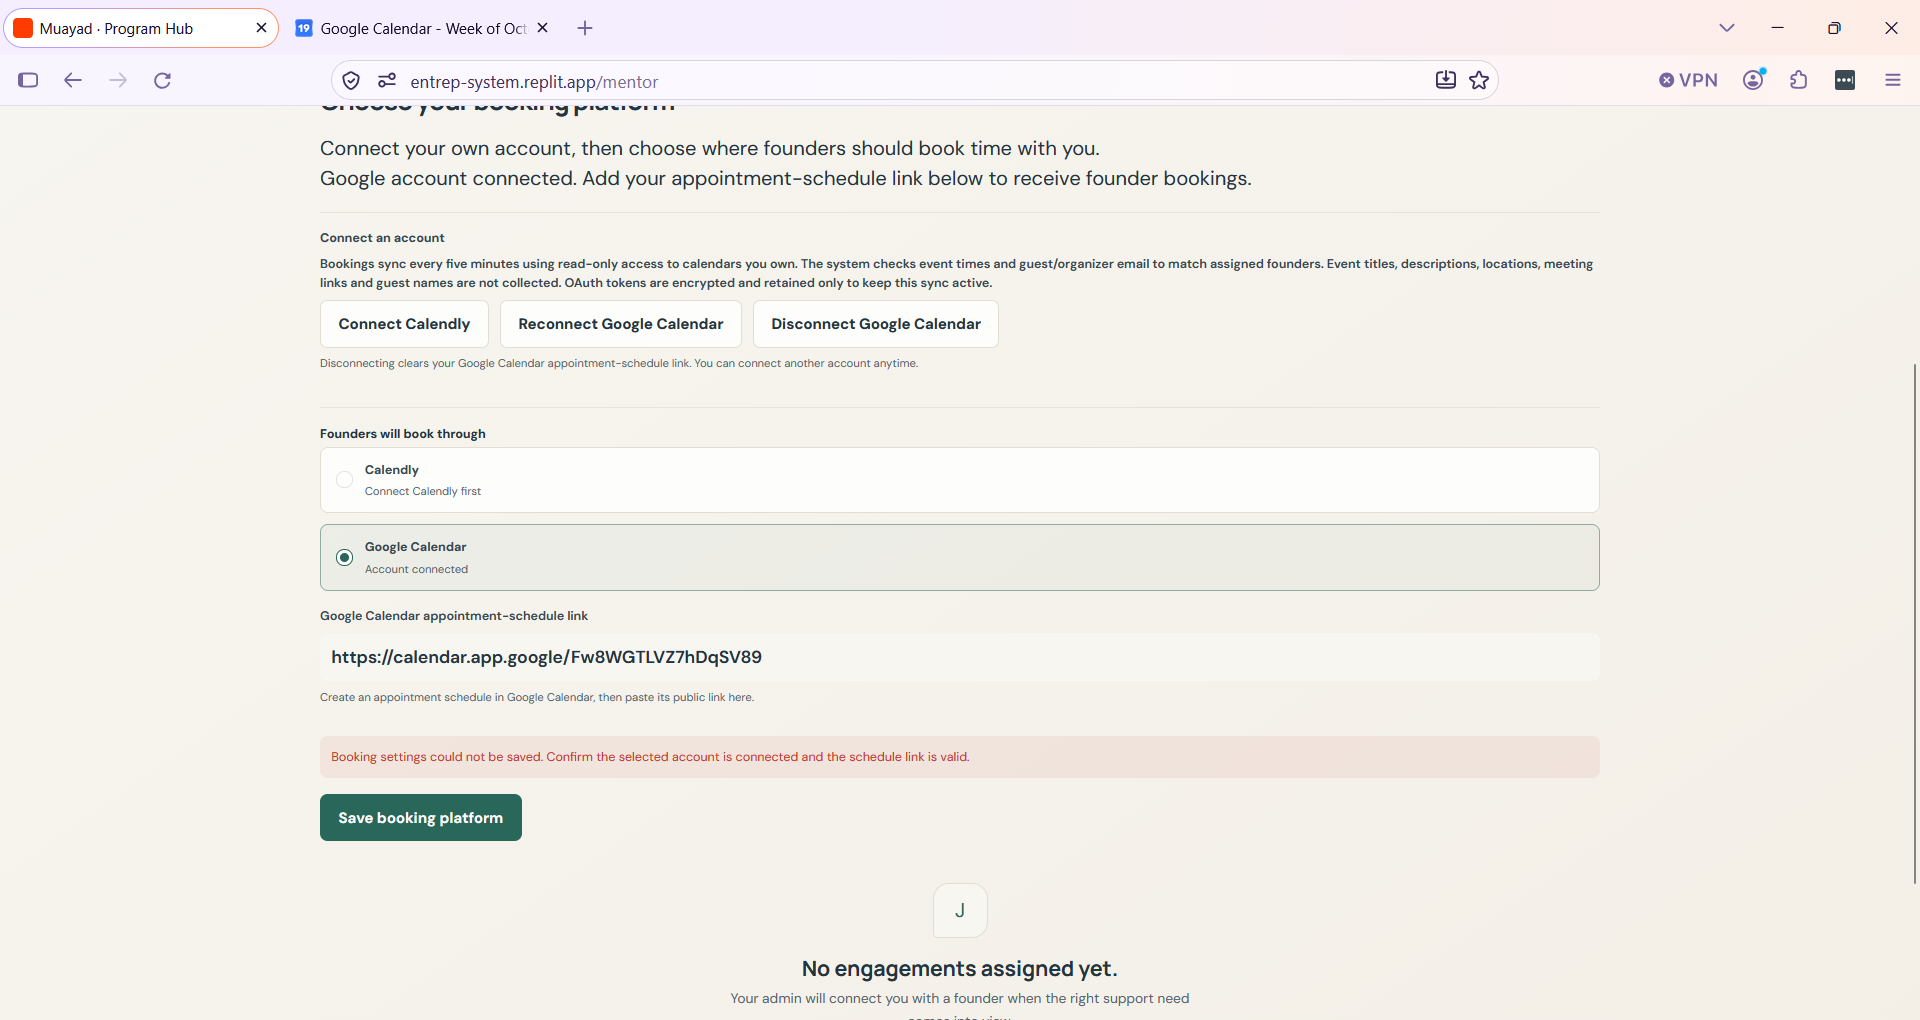 Muayad · Program Hub
19 Google Calendar - Week of Oct
VPN
entrep-system.replit.app/mentor
Choose your booking platform
Connect your own account, then choose where founders should book time with you.
Google account connected. Add your appointment-schedule link below to receive founder bookings.
Connect an account
Bookings sync every five minutes using read-only access to calendars you own. The system checks event times and guest/organizer email to match assigned founders. Event titles, descriptions, locations, meeting
links and guest names are not collected. OAuth tokens are encrypted and retained only to keep this sync active.
Connect Calendly
Reconnect Google Calendar
Disconnect Google Calendar
Disconnecting clears your Google Calendar appointment-schedule link. You can connect another account anytime.
Founders will book through
Calendly
Connect Calendly first
Google Calendar
Account connected
Google Calendar appointment-schedule link
https://calendar.app.google/Fw8WGTLVZ7hDqSV89
Create an appointment schedule in Google Calendar, then paste its public link here.
Booking settings could not be saved. Confirm the selected account is connected and the schedule link is valid.
Save booking platform
J
No engagements assigned yet.
Your admin will connect you with a founder when the right support need
comes into view.